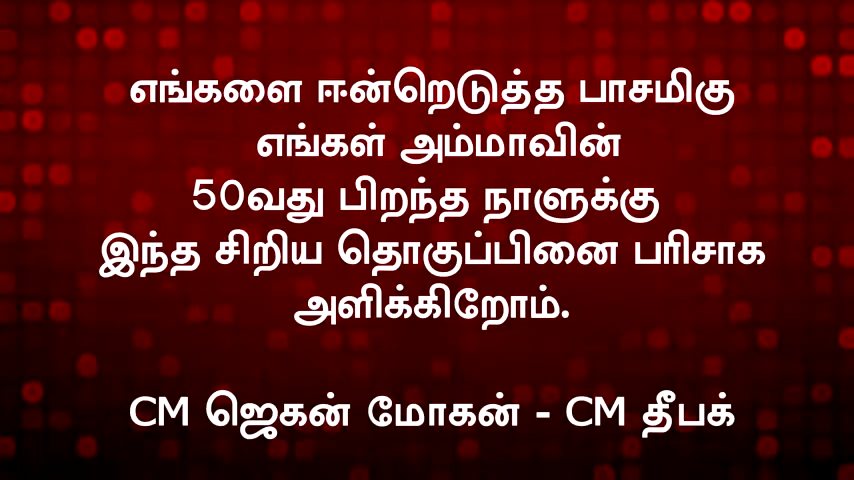 எங்களை ஈன்றெடுத்த பாசமிகு
எங்கள் அம்மாவின்
50வது பிறந்த நாளுக்கு
இந்த சிறிய தொகுப்பினை பரிசாக
அளிக்கிறோம்.
CM ஜெகன் மோகன் - CM தீபக்